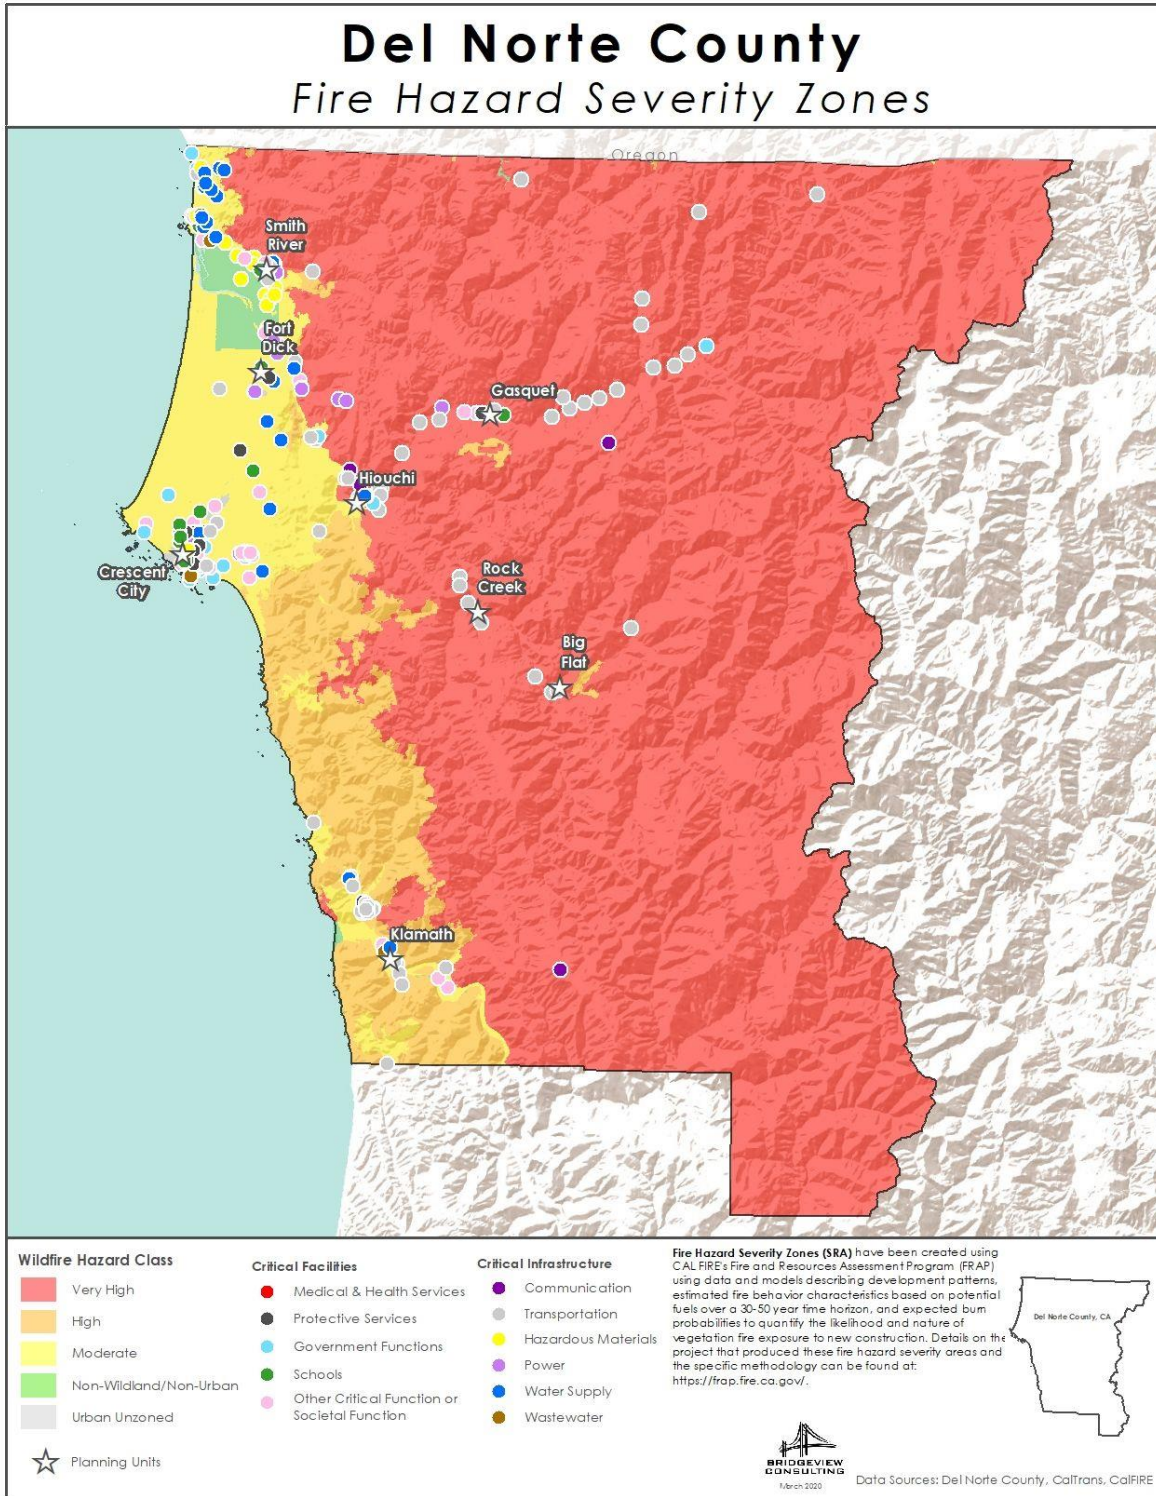 Del Norte County
Fire Hazard Severity Zones
Oregon
Smith
River
Fort
Dick
Gasquet
Hiouchi
Crescent
City
Rock
Creek
Big
Flat
Klamath
Wildfire Hazard Class
Very High
High
Moderate
Non-Wildland/Non-Urban
Urban Unzoned
Planning Units
Critical Facilities
Medical & Health Services
Protective Services
Government Functions
Schools
Other Critical Function or
Societal Function
Critical Infrastructure
Communication
Transportation
Hazardous Materials
Power
Water Supply
Wastewater
Fire Hazard Severity Zones (SRA) have been created using
CAL FIRE's Fire and Resources Assessment Program (FRAP)
using data and models describing development patterns,
estimated fire behavior characteristics based on potential
fuels over a 30-50 year time horizon, and expected burn
probabilities to quantify the likelihood and nature of
vegetation fire exposure to new construction. Details on the
project that produced these fire hazard severity areas and
the specific methodology can be found at:
https://frap.fire.ca.gov/.
Del Norte County, CA
BRIDGEVIEW
CONSULTING
March 2020
Data Sources: Del Norte County, CalTrans, CalFIRE